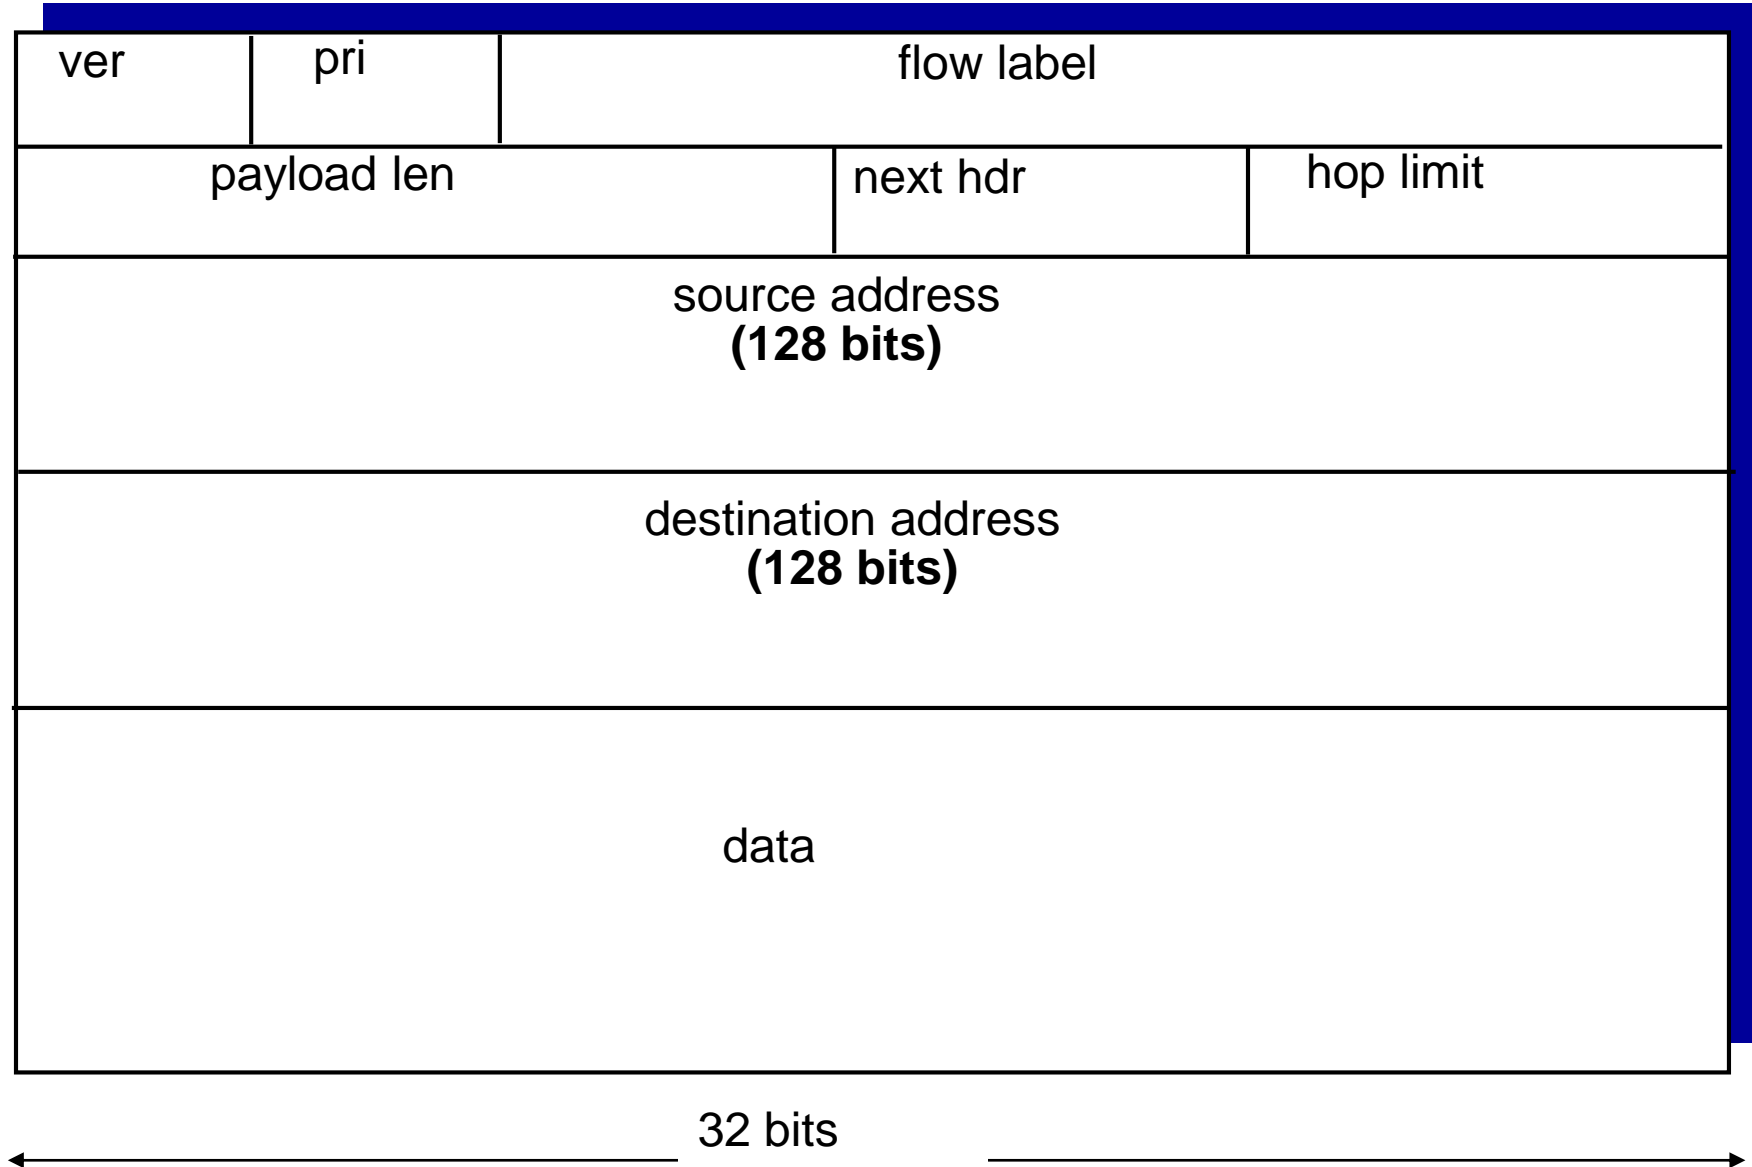 ver
pri
flow label
payload len
next hdr
hop limit
source address
(128 bits)
destination address
(128 bits)
data
32 bits